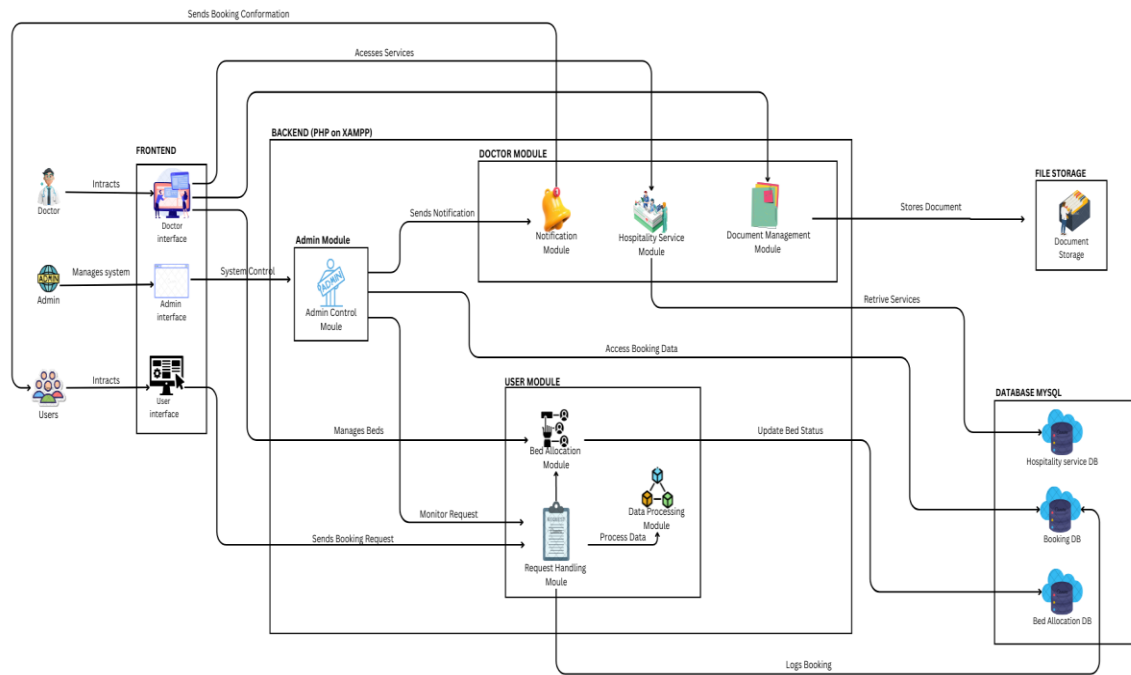 Sends Booking Conformation
Acesses Services
BACKEND (PHP on XAMPP)
FRONTEND
DOCTOR MODULE
FILE STORAGE
Intracts
Doctor
Doctor
interface
Sends Notification
Notification
Module
Hospitality Service
Module
Document Management
Module
Stores Document
Document
Storage
Admin Module
Manages system
ADMIN
Admin
Admin
interface
System Control
ADMIN
Admin Control
Moule
Retrive Services
Access Booking Data
Intracts
Users
User
interface
USER MODULE
DATABASE MYSQL
Manages Beds
Bed Allocation
Module
Update Bed Status
Hospitality service DB
Monitor Request
REQUEST
Data Processing
Module
Process Data
Sends Booking Request
Request Handling
Moule
Booking DB
Bed Allocation DB
Logs Booking